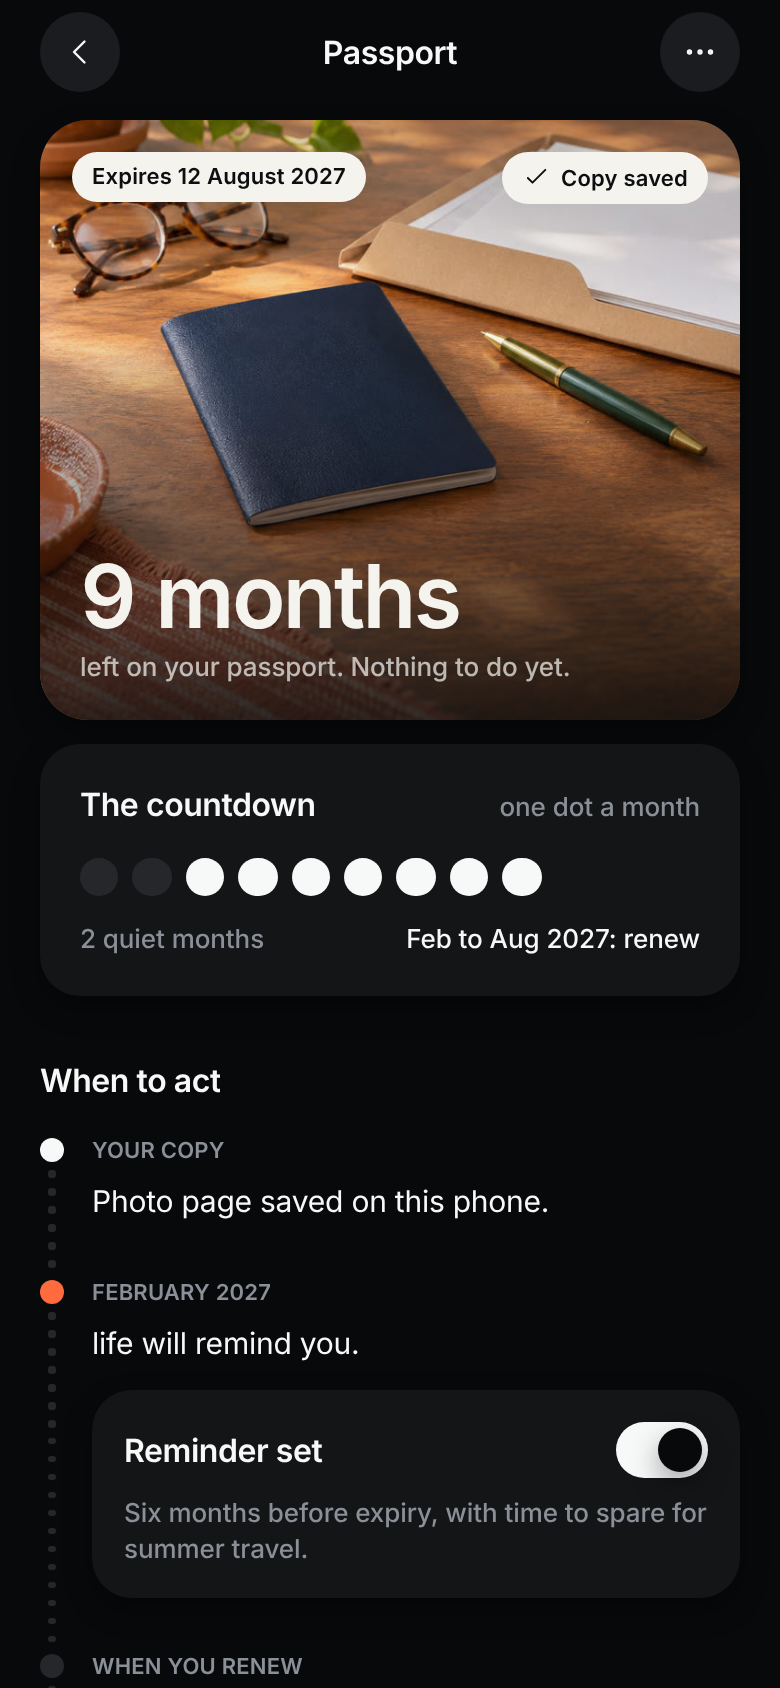 Passport
Expires 12 August 2027
Copy saved
9 months
left on your passport. Nothing to do yet.
The countdown
one dot a month
2 quiet months
Feb to Aug 2027: renew
When to act
YOUR COPY
Photo page saved on this phone.
FEBRUARY 2027
life will remind you.
Reminder set
Six months before expiry, with time to spare for
summer travel.
WHEN YOU RENEW